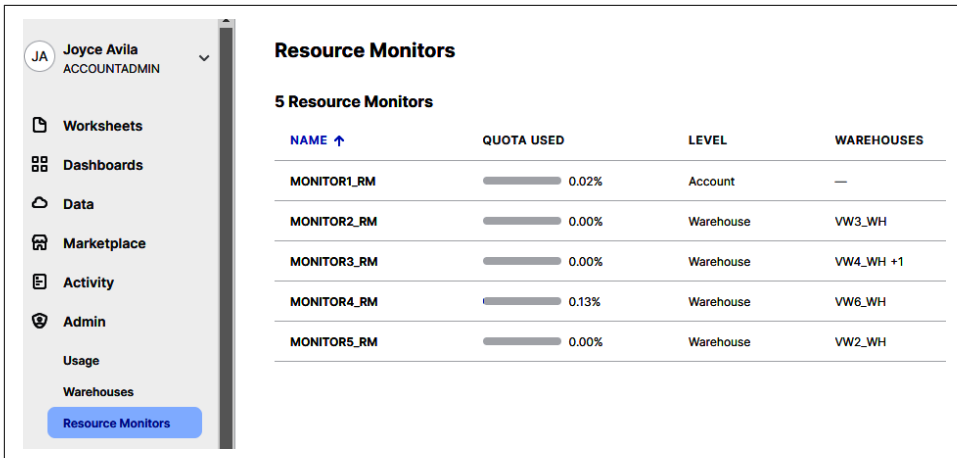 JA
Joyce Avila
ACCOUNTADMIN
Worksheets
Dashboards
Data
Marketplace
Activity
Admin
Usage
Warehouses
Resource Monitors
Resource Monitors
5 Resource Monitors
NAME ↑ QUOTA USED LEVEL WAREHOUSES
MONITOR1_RM 0.02% Account —
MONITOR2_RM 0.00% Warehouse VW3_WH
MONITOR3_RM 0.00% Warehouse VW4_WH +1
MONITOR4_RM 0.13% Warehouse VW6_WH
MONITOR5_RM 0.00% Warehouse VW2_WH